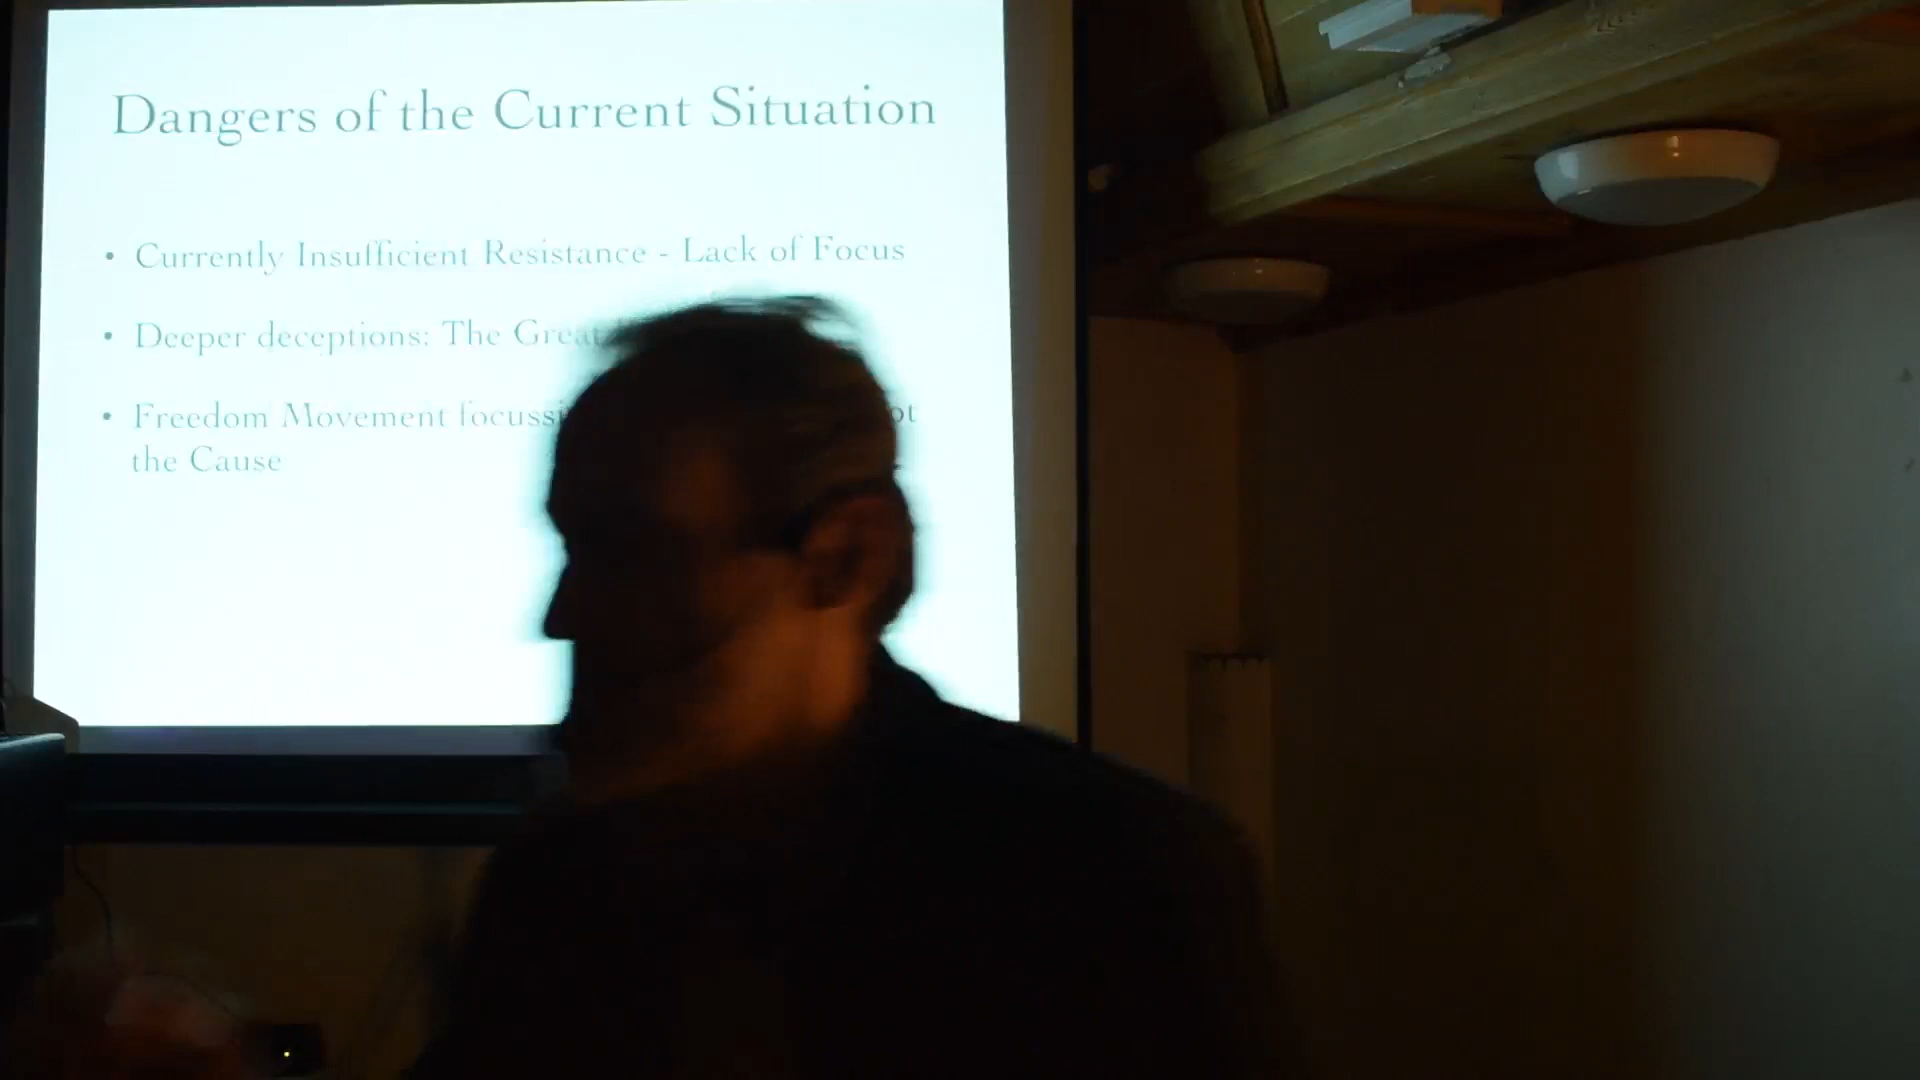 Dangers of the Current Situation
• Currently Insufficient Resistance - Lack of Focus
• Deeper deceptions: The Great
• Freedom Movement
the Cause